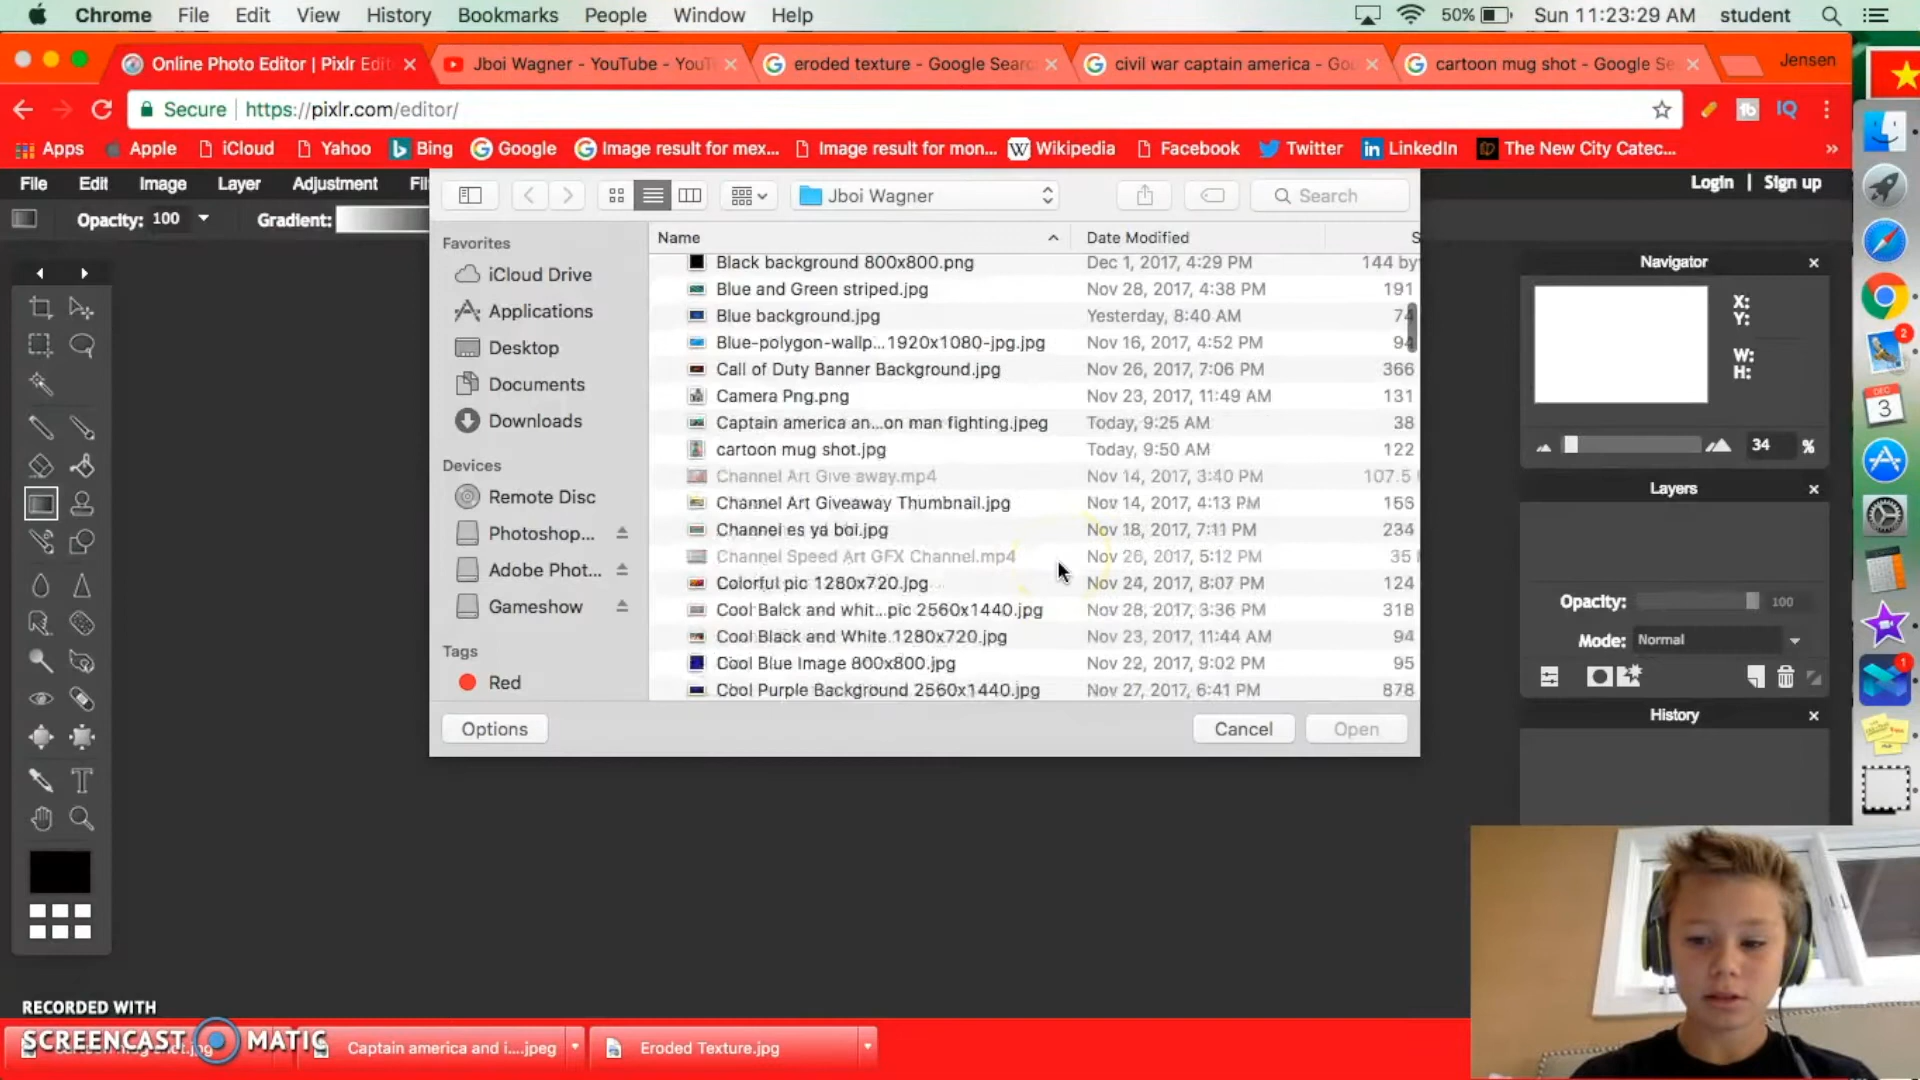 Chrome File Edit View History Bookmarks People Window Help 50% Sun 11:23:29 AM student
Online Photo Editor | Pixlr Edit Jboi Wagner - YouTube - YouT eroded texture - Google Searc civil war captain america - Go cartoon mug shot - Google Se Jensen
Secure https://pixlr.com/editor/
Apps Apple iCloud Yahoo Bing Google Image result for mex... Image result for mon... Wikipedia Facebook Twitter LinkedIn The New City Catec... »
File Edit Image Layer Adjustment Fil Jboi Wagner Search Login | Sign up
Opacity: 100 Gradient:
Favorites
iCloud Drive
Applications
Desktop
Documents
Downloads
Devices
Remote Disc
Photoshop...
Adobe Phot...
Gameshow
Tags
Red
Name Date Modified S
Black background 800x800.png Dec 1, 2017, 4:29 PM 144 by
Blue and Green striped.jpg Nov 28, 2017, 4:38 PM 191
Blue background.jpg Yesterday, 8:40 AM 74
Blue-polygon-wallp...1920x1080-jpg.jpg Nov 16, 2017, 4:52 PM 94
Call of Duty Banner Background.jpg Nov 26, 2017, 7:06 PM 366
Camera Png.png Nov 23, 2017, 11:49 AM 131
Captain america an...on man fighting.jpeg Today, 9:25 AM 38
cartoon mug shot.jpg Today, 9:50 AM 122
Channel Art Give away.mp4 Nov 14, 2017, 3:40 PM 107.5
Channel Art Giveaway Thumbnail.jpg Nov 14, 2017, 4:13 PM 156
Channel es ya boi.jpg Nov 18, 2017, 7:11 PM 234
Channel Speed Art GFX Channel.mp4 Nov 26, 2017, 5:12 PM 35
Colorful pic 1280x720.jpg Nov 24, 2017, 8:07 PM 124
Cool Balck and whit...pic 2560x1440.jpg Nov 28, 2017, 3:36 PM 318
Cool Black and White 1280x720.jpg Nov 23, 2017, 11:44 AM 94
Cool Blue Image 800x800.jpg Nov 22, 2017, 9:02 PM 95
Cool Purple Background 2560x1440.jpg Nov 27, 2017, 6:41 PM 878
Options Cancel Open
Navigator
X:
Y:
W:
H:
34 %
Layers
Opacity: 100
Mode: Normal
History
2
DEC
3
1
RECORDED WITH
SCREENCAST MATIC
Captain america and i....jpeg Eroded Texture.jpg